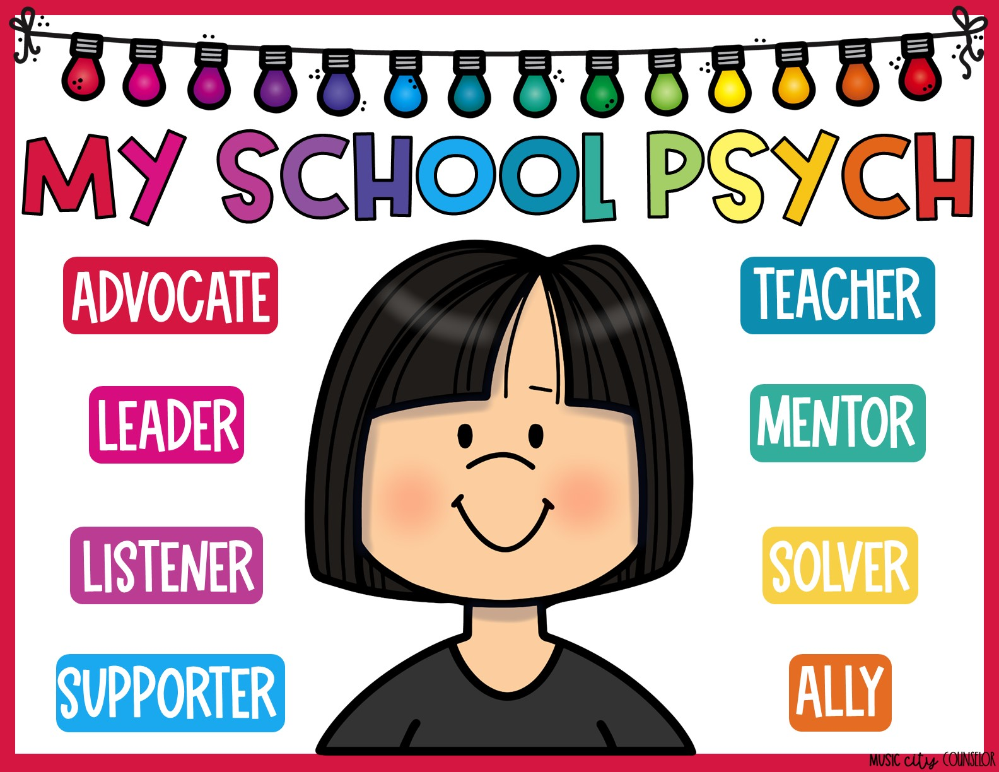 MY SCHOOL PSYCH
ADVOCATE
LEADER
LISTENER
SUPPORTER
TEACHER
MENTOR
SOLVER
ALLY
MUSIC city COUNSELOR